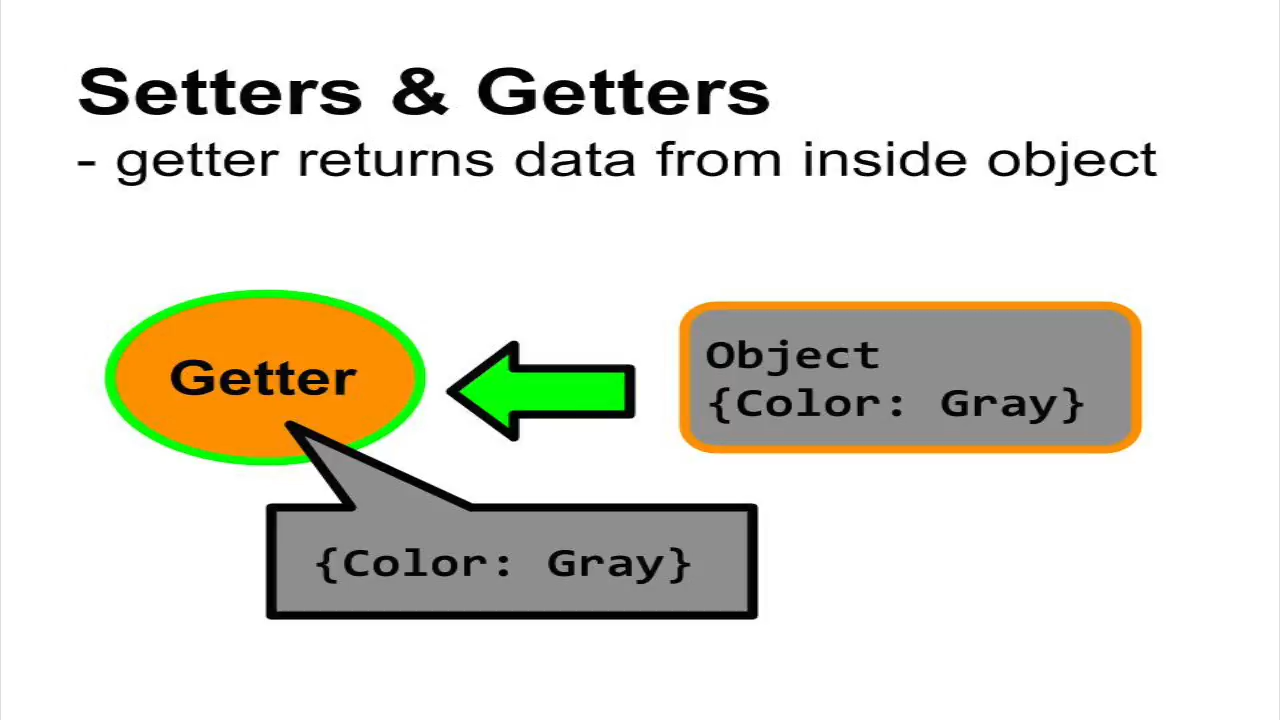 Setters & Getters
- getter returns data from inside object
Getter
Object
{Color: Gray}
{Color: Gray}